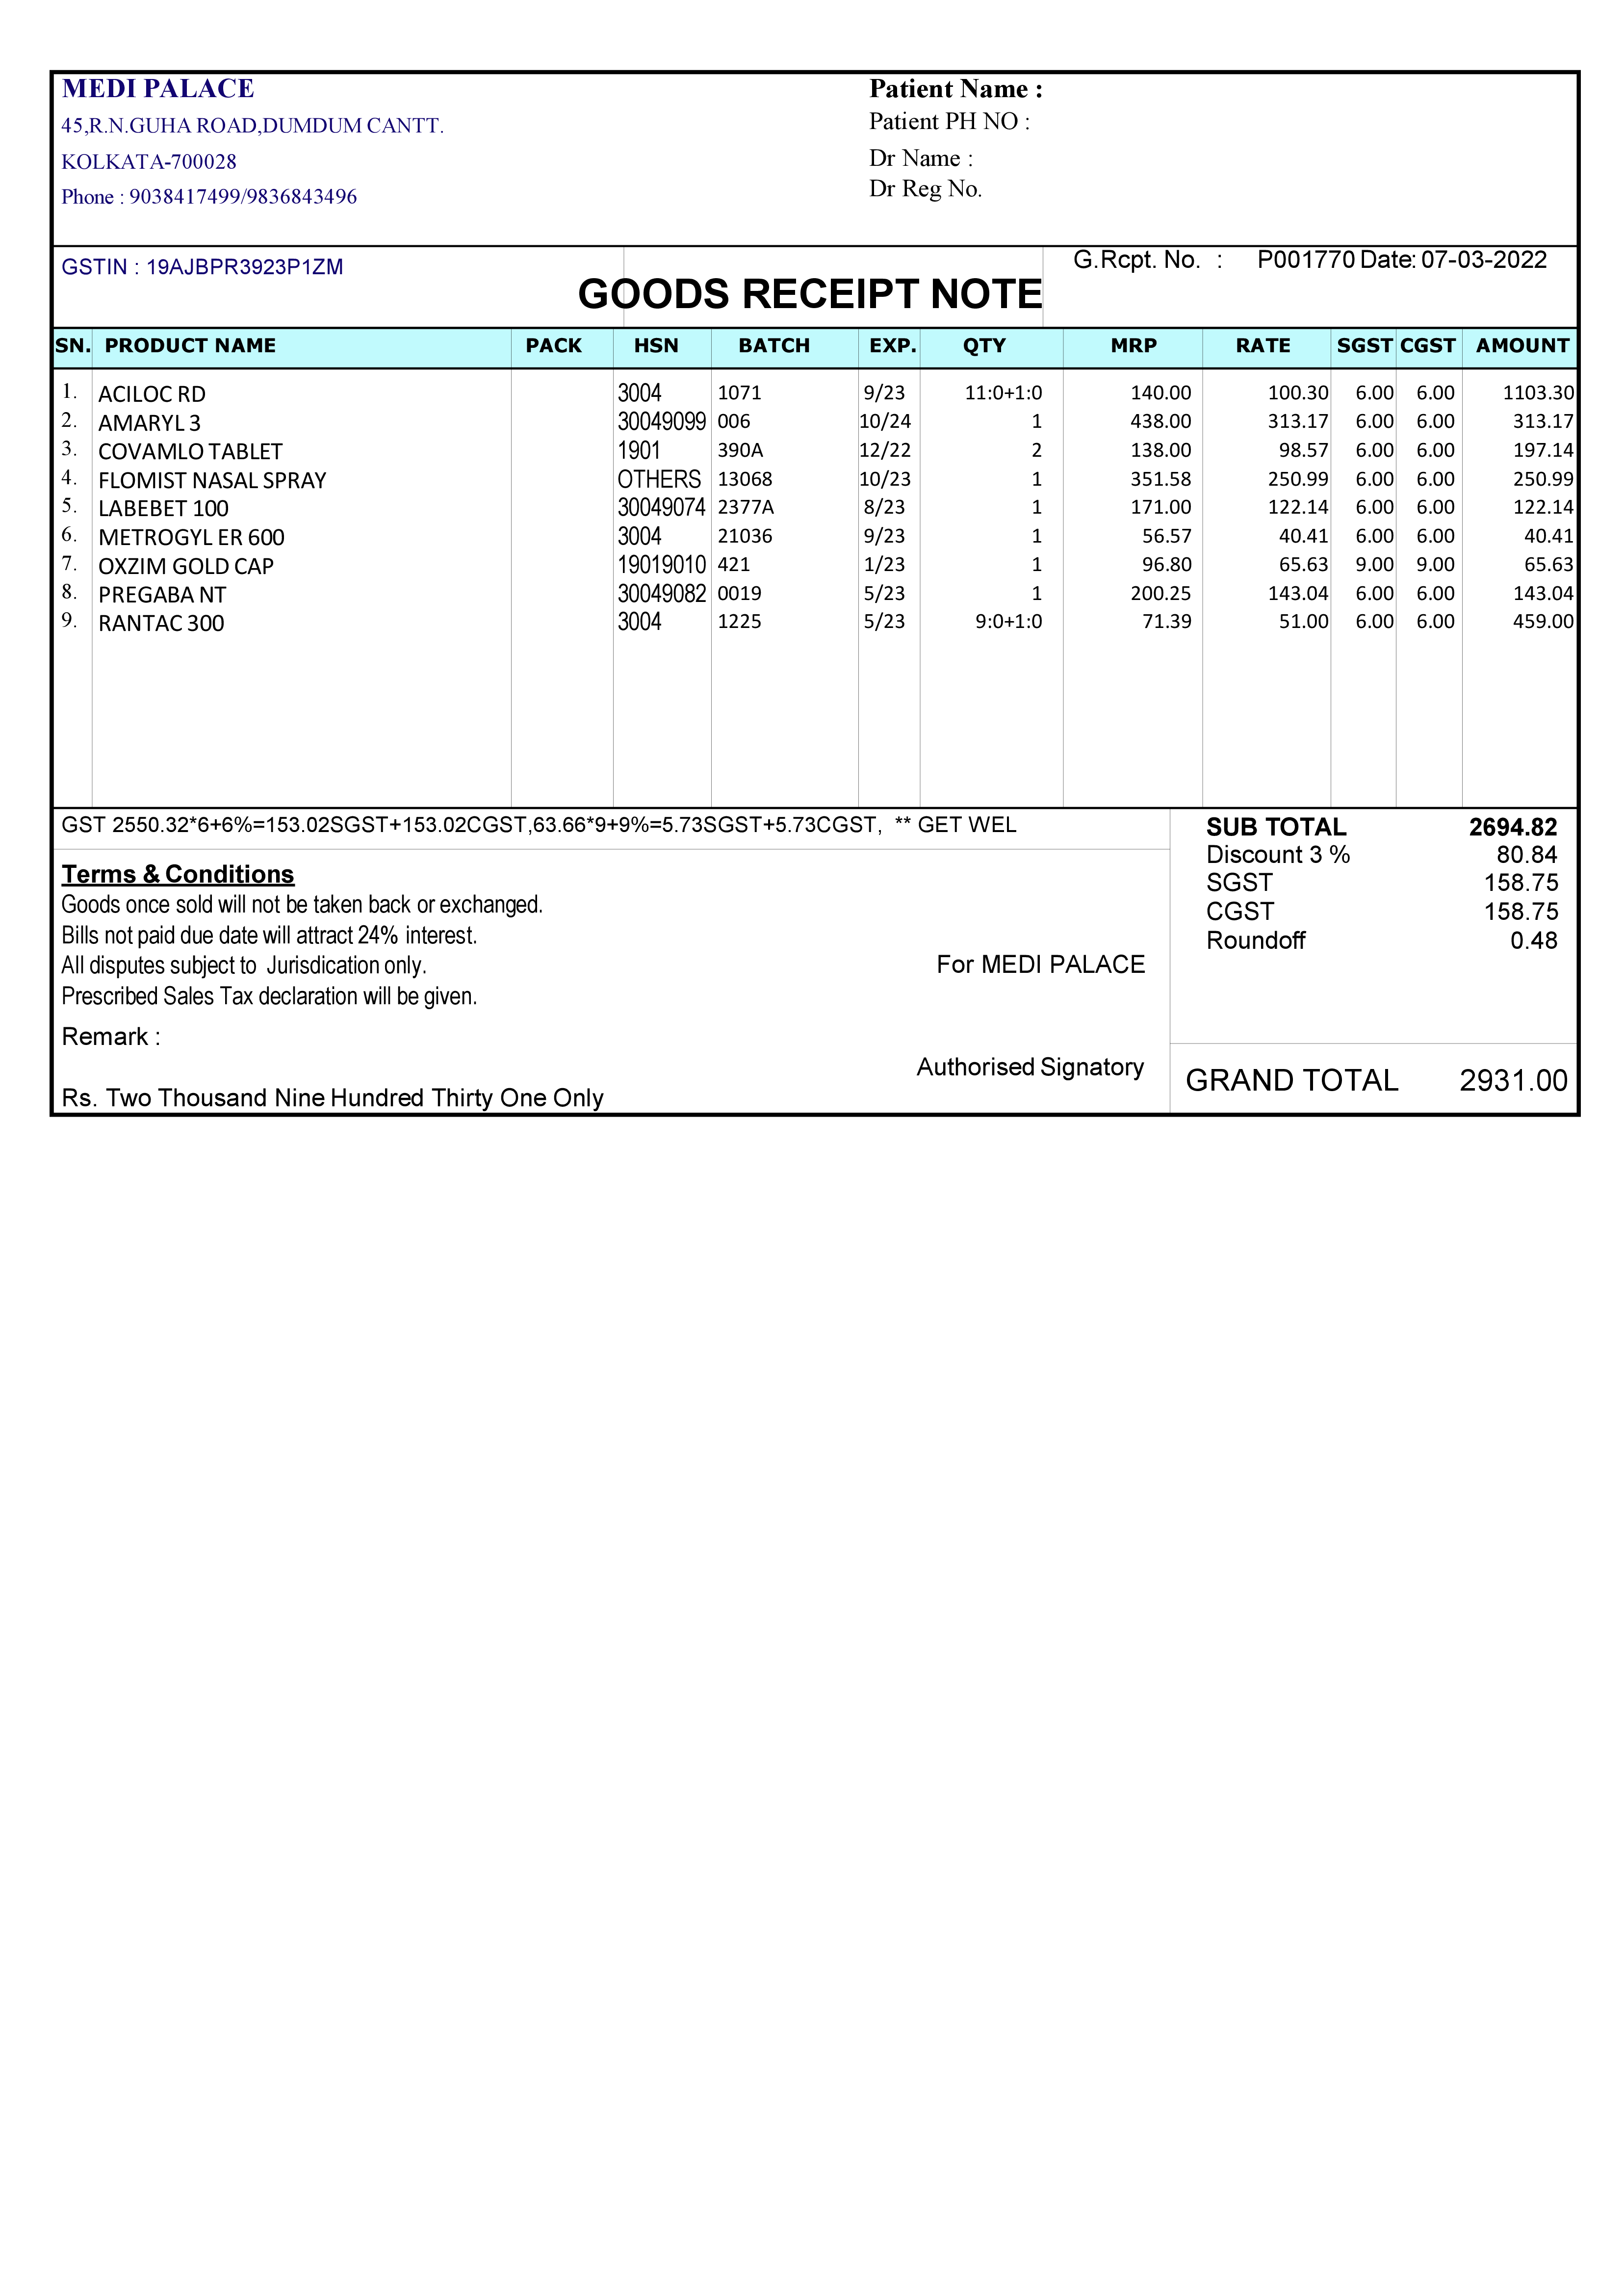 MEDI PALACE
45,R.N.GUHA ROAD,DUMDUM CANTT.
KOLKATA-700028
Phone : 9038417499/9836843496
Patient Name :
Patient PH NO :
Dr Name :
Dr Reg No.
GSTIN : 19AJBPR3923P1ZM
GOODS RECEIPT NOTE
G.Rcpt. No. : P001770 Date: 07-03-2022
SN. PRODUCT NAME PACK HSN BATCH EXP. QTY MRP RATE SGST CGST AMOUNT
1. ACILOC RD 3004 1071 9/23 11:0+1:0 140.00 100.30 6.00 6.00 1103.30
2. AMARYL 3 30049099 006 10/24 1 438.00 313.17 6.00 6.00 313.17
3. COVAMLO TABLET 1901 390A 12/22 2 138.00 98.57 6.00 6.00 197.14
4. FLOMIST NASAL SPRAY OTHERS 13068 10/23 1 351.58 250.99 6.00 6.00 250.99
5. LABEBET 100 30049074 2377A 8/23 1 171.00 122.14 6.00 6.00 122.14
6. METROGYL ER 600 3004 21036 9/23 1 56.57 40.41 6.00 6.00 40.41
7. OXZIM GOLD CAP 19019010 421 1/23 1 96.80 65.63 9.00 9.00 65.63
8. PREGABA NT 30049082 0019 5/23 1 200.25 143.04 6.00 6.00 143.04
9. RANTAC 300 3004 1225 5/23 9:0+1:0 71.39 51.00 6.00 6.00 459.00
GST 2550.32*6+6%=153.02SGST+153.02CGST,63.66*9+9%=5.73SGST+5.73CGST, ** GET WEL
Terms & Conditions
Goods once sold will not be taken back or exchanged.
Bills not paid due date will attract 24% interest.
All disputes subject to Jurisdication only.
Prescribed Sales Tax declaration will be given.
Remark :
Rs. Two Thousand Nine Hundred Thirty One Only
For MEDI PALACE
Authorised Signatory
SUB TOTAL 2694.82
Discount 3 % 80.84
SGST 158.75
CGST 158.75
Roundoff 0.48
GRAND TOTAL 2931.00